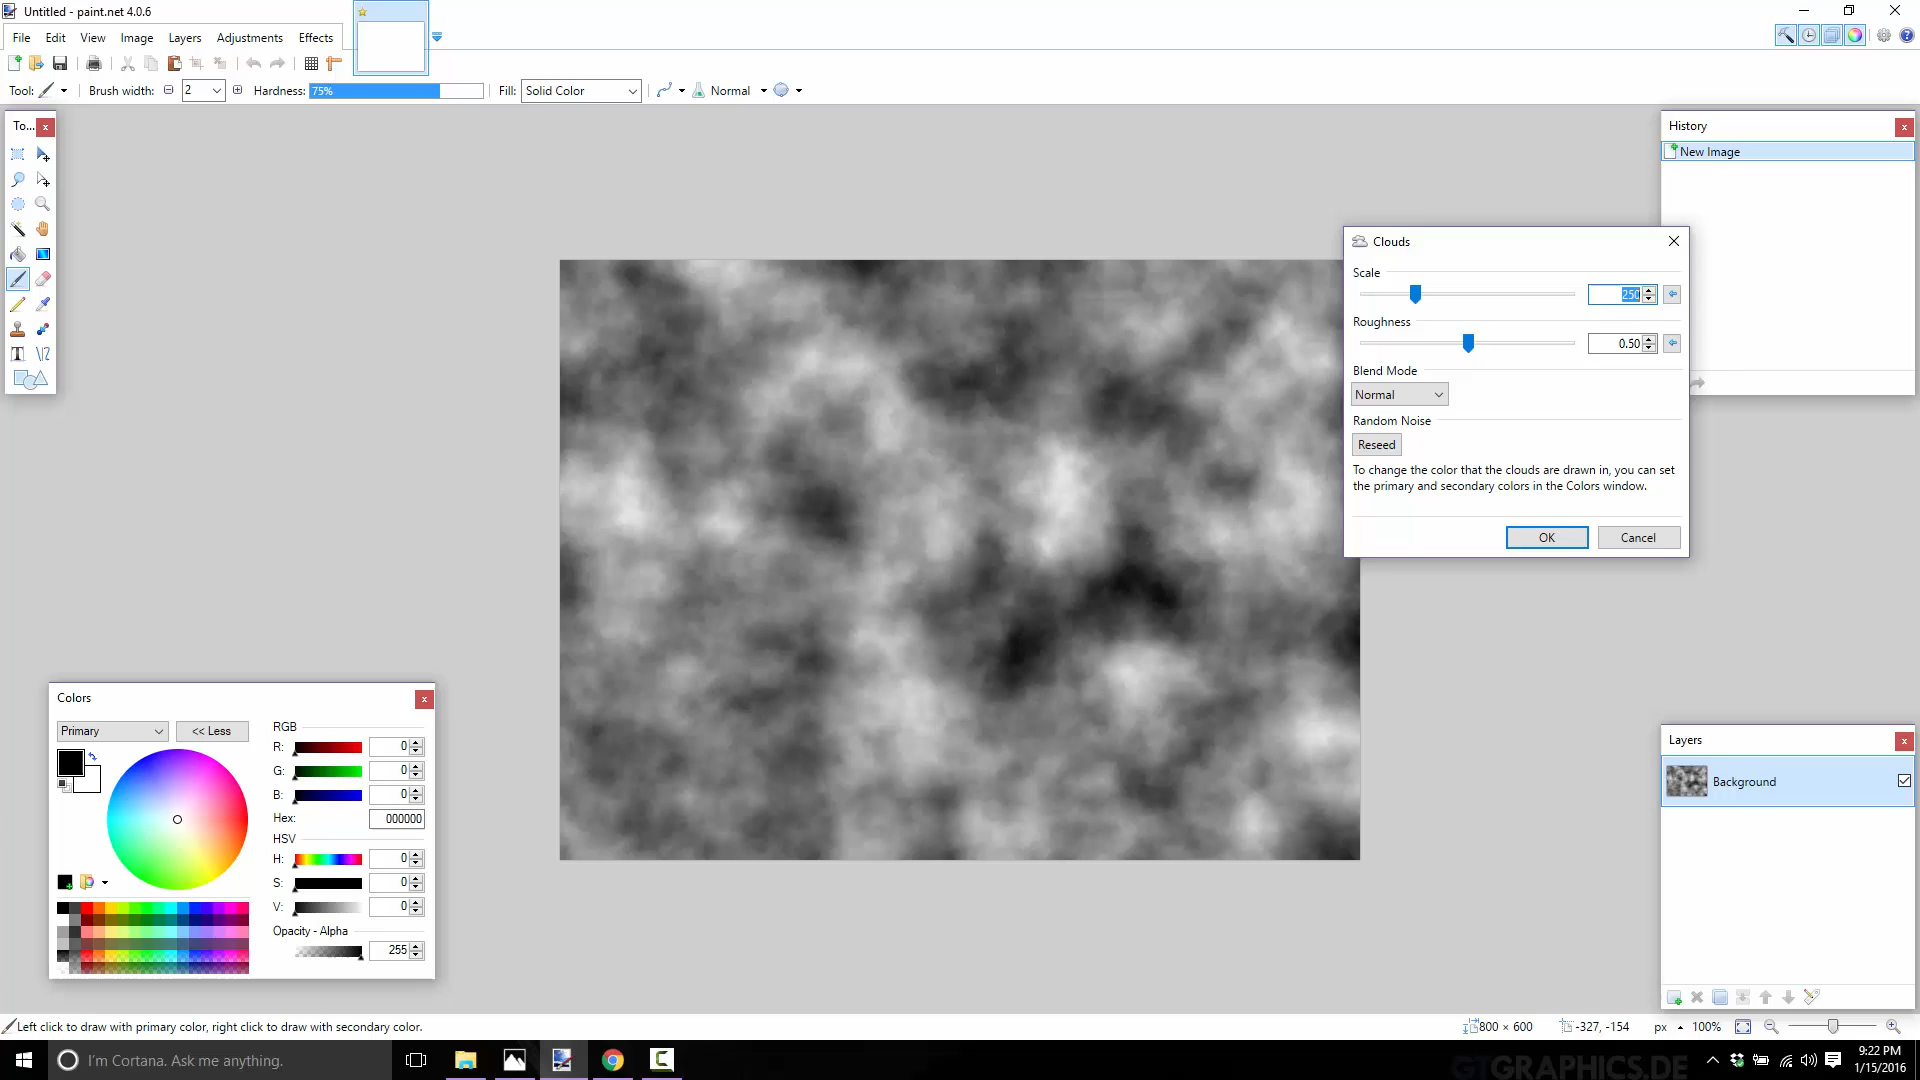 Untitled - paint.net 4.0.6
File Edit View Image Layers Adjustments Effects
Tool: Brush width: 2 Hardness: 75% Fill: Solid Color Normal
To...
History
New Image
Clouds
Scale
250
Roughness
0.50
Blend Mode
Normal
Random Noise
Reseed
To change the color that the clouds are drawn in, you can set
the primary and secondary colors in the Colors window.
OK Cancel
Colors
Primary << Less
RGB
R: 0
G: 0
B: 0
Hex: 000000
HSV
H: 0
S: 0
V: 0
Opacity - Alpha
255
Layers
Background
Left click to draw with primary color, right click to draw with secondary color.
800 × 600 -327, -154 px 100%
I'm Cortana. Ask me anything.
GTGRAPHICS.DE
9:22 PM
1/15/2016